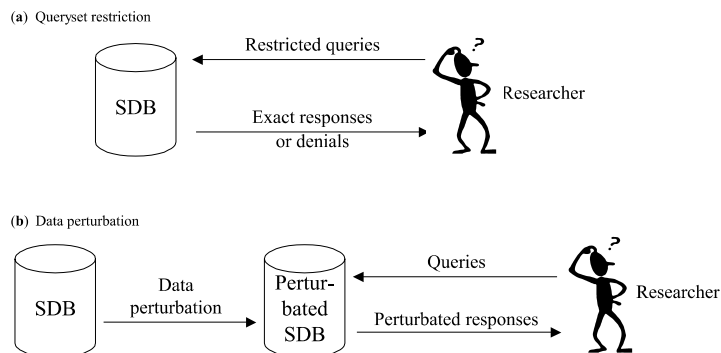 (a) Queryset restriction
Restricted queries
?
SDB
Researcher
Exact responses
or denials
(b) Data perturbation
?
Queries
SDB
Data
perturbation
Pertur-
bated
SDB
Researcher
Perturbated responses